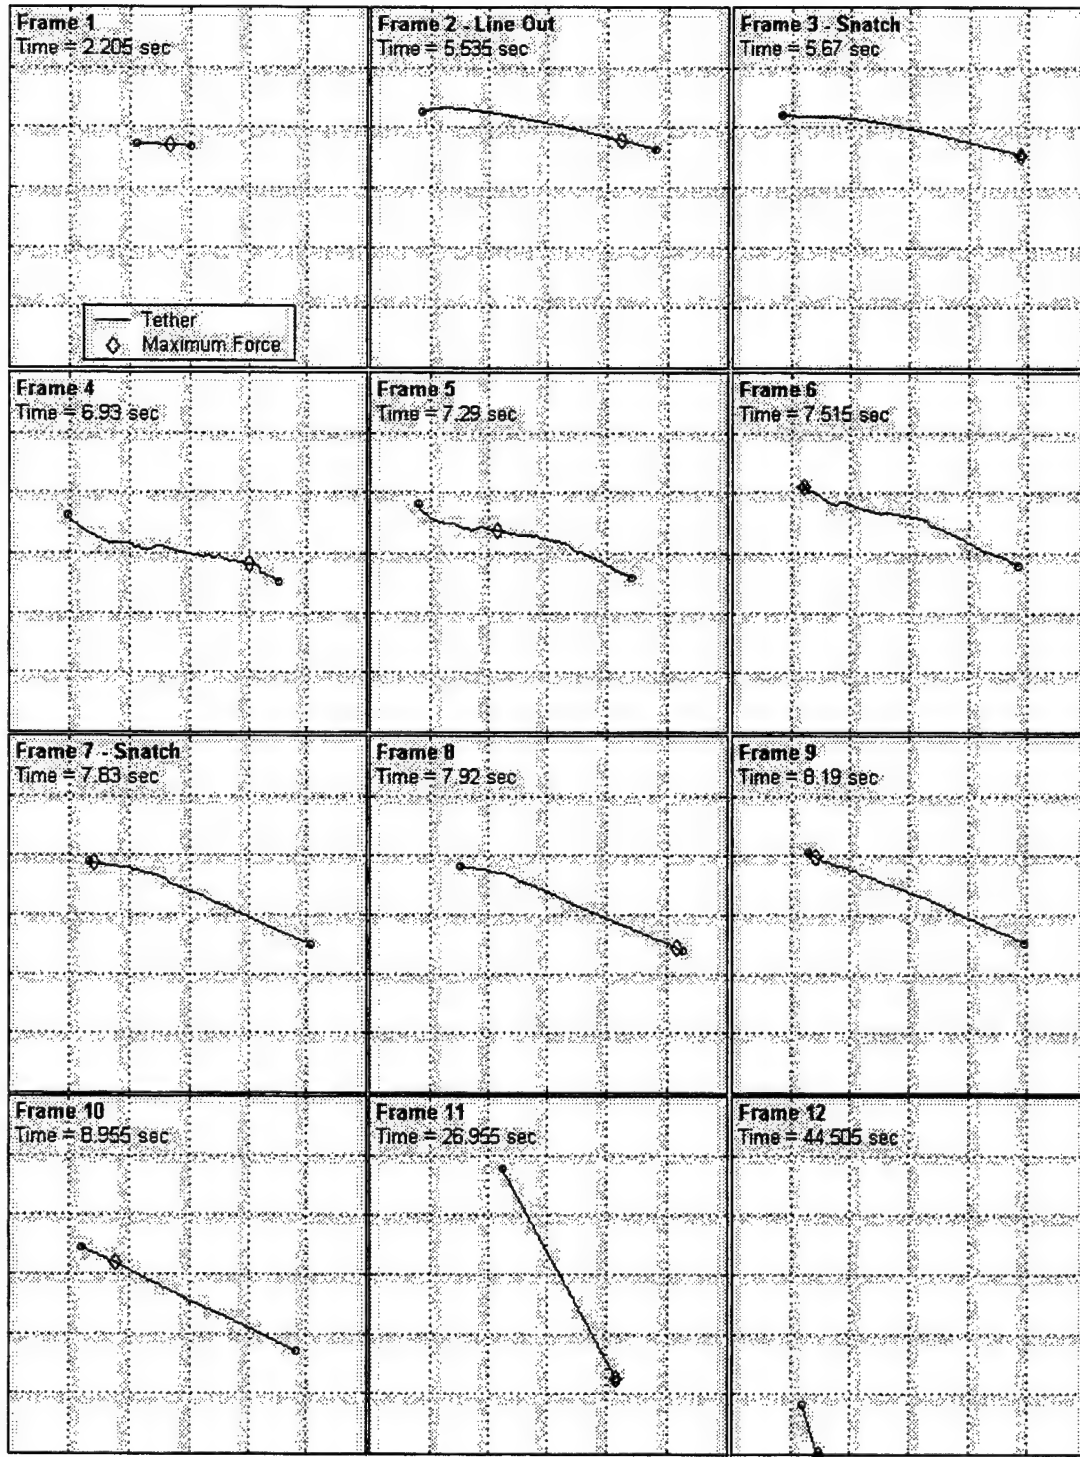 Frame 1
Time = 2.205 sec
Frame 2 - Line Out
Time = 5.535 sec
Frame 3 - Snatch
Time = 5.67 sec
Tether
Maximum Force
Frame 4
Time = 6.93 sec
Frame 5
Time = 7.29 sec
Frame 6
Time = 7.515 sec
Frame 7 - Snatch
Time = 7.83 sec
Frame 8
Time = 7.92 sec
Frame 9
Time = 8.19 sec
Frame 10
Time = 8.955 sec
Frame 11
Time = 26.955 sec
Frame 12
Time = 44.505 sec